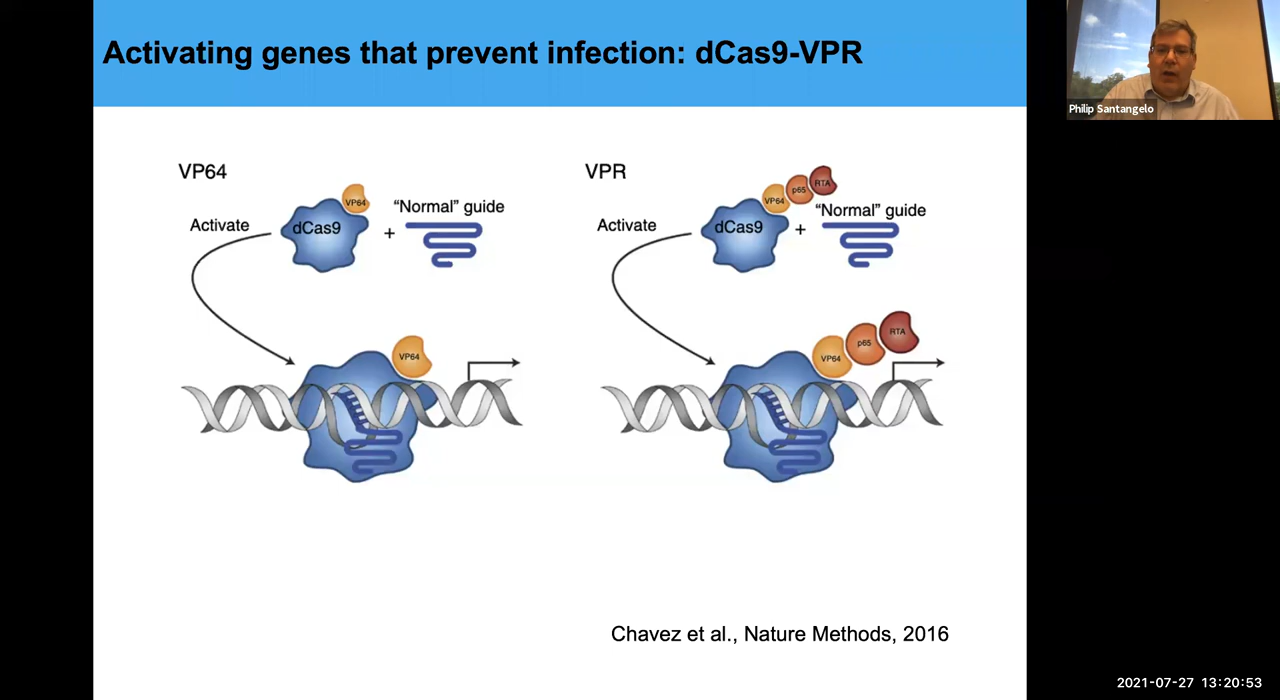 Activating genes that prevent infection: dCas9-VPR
Philip Santangelo
VP64
Activate
dCas9
VP64
+
“Normal” guide
VP64
VPR
Activate
dCas9
VP64
p65
RTA
+
“Normal” guide
VP64
p65
RTA
Chavez et al., Nature Methods, 2016
2021-07-27 13:20:53